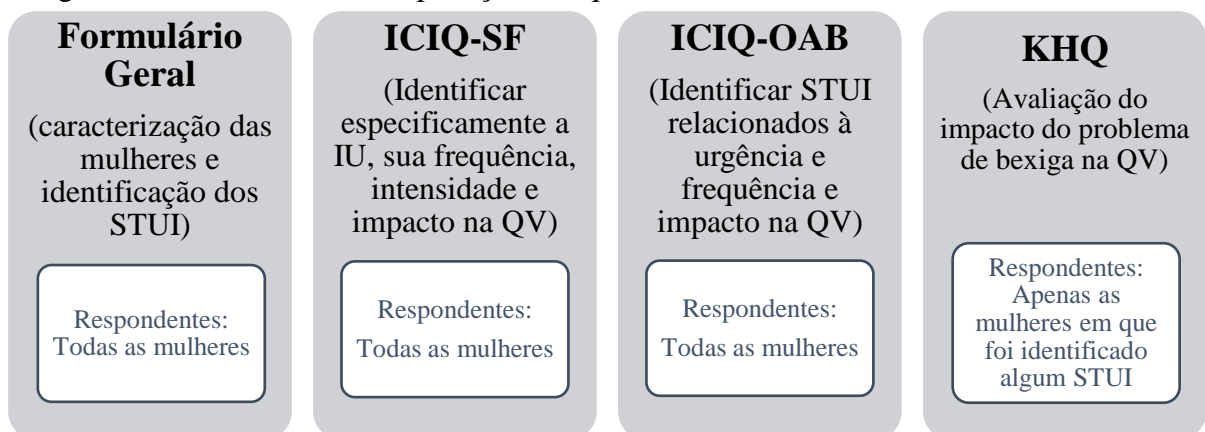 Formulário
Geral
(caracterização das
mulheres e
identificação dos
STUI)
Respondentes:
Todas as mulheres
ICIQ-SF
(Identificar
especificamente a
IU, sua frequência,
intensidade e
impacto na QV)
Respondentes:
Todas as mulheres
ICIQ-OAB
(Identificar STUI
relacionados à
urgência e
frequência e
impacto na QV)
Respondentes:
Todas as mulheres
KHQ
(Avaliação do
impacto do problema
de bexiga na QV)
Respondentes:
Apenas as
mulheres em que
foi identificado
algum STUI